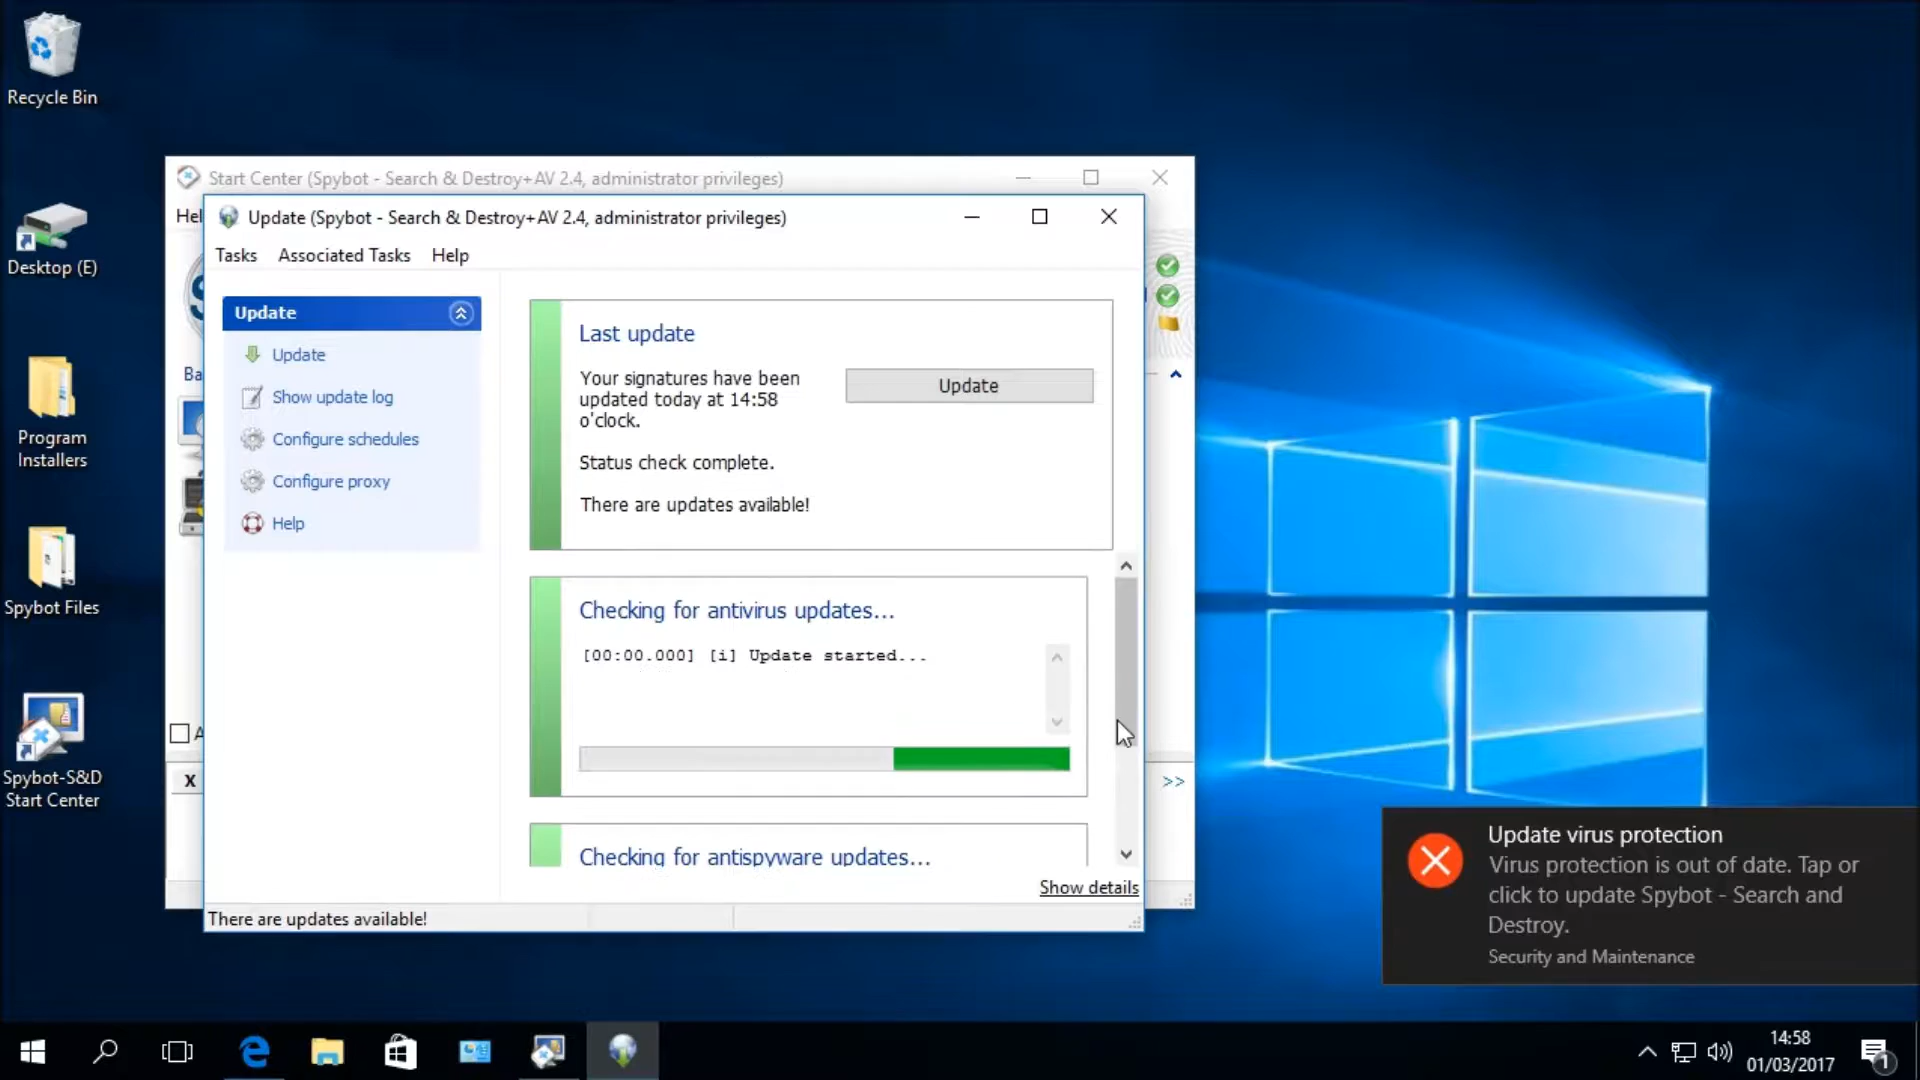 Recycle Bin
Desktop (E)
Program
Installers
Spybot Files
Spybot-S&D
Start Center
Start Center (Spybot - Search & Destroy+AV 2.4, administrator privileges)
Hel
Ba
A
X
>>
Update (Spybot - Search & Destroy+AV 2.4, administrator privileges)
Tasks Associated Tasks Help
Update
Update
Show update log
Configure schedules
Configure proxy
Help
Last update
Your signatures have been
updated today at 14:58
o'clock.
Update
Status check complete.
There are updates available!
Checking for antivirus updates...
[00:00.000] [i] Update started...
Checking for antispyware updates...
Show details
There are updates available!
Update virus protection
Virus protection is out of date. Tap or
click to update Spybot - Search and
Destroy.
Security and Maintenance
14:58
01/03/2017
1